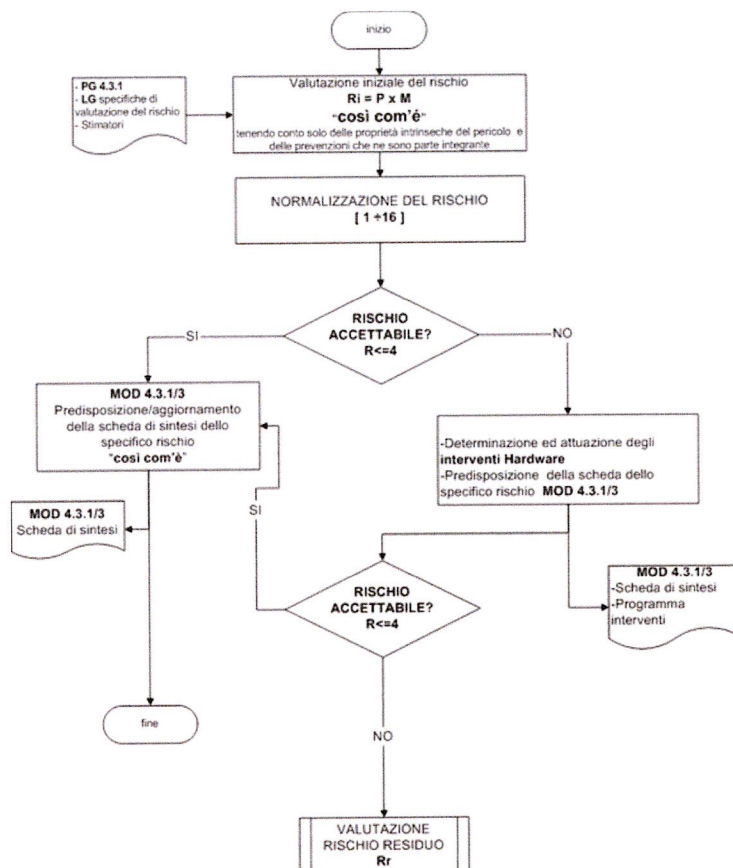 inizio
- PG 4.3.1
- LG specifiche di
valutazione del rischio
- Stimatori
Valutazione iniziale del rischio
Ri = P x M
"così com'é"
tenendo conto solo delle proprietà intrinseche del pericolo e
delle prevenzioni che ne sono parte integrante
NORMALIZZAZIONE DEL RISCHIO
[ 1 ÷16 ]
RISCHIO
ACCETTABILE?
R<=4
SI
NO
MOD 4.3.1/3
Predisposizione/aggiornamento
della scheda di sintesi dello
specifico rischio
"così com'è"
-Determinazione ed attuazione degli
interventi Hardware
-Predisposizione della scheda dello
specifico rischio MOD 4.3.1/3
SI
MOD 4.3.1/3
Scheda di sintesi
RISCHIO
ACCETTABILE?
R<=4
MOD 4.3.1/3
-Scheda di sintesi
-Programma
interventi
fine
NO
VALUTAZIONE
RISCHIO RESIDUO
Rr